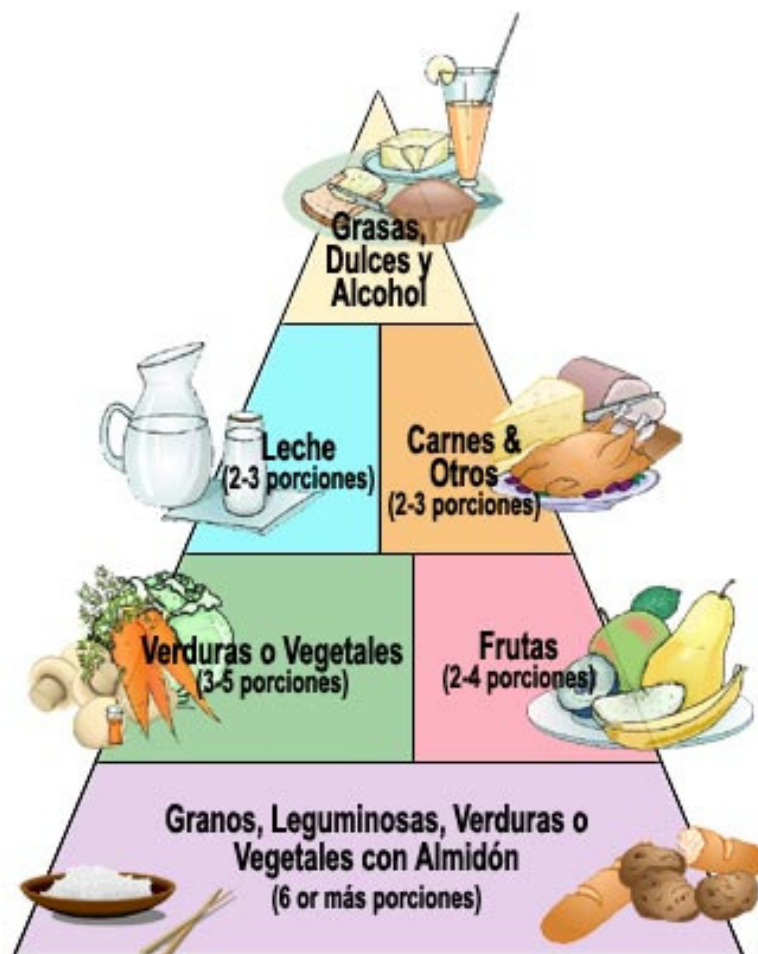 Grasas,
Dulces y
Alcohol
Leche
(2-3 porciones)
Carnes &
Otros
(2-3 porciones)
Verduras o Vegetales
(3-5 porciones)
Frutas
(2-4 porciones)
Granos, Leguminosas, Verduras o
Vegetales con Almidón
(6 or más porciones)